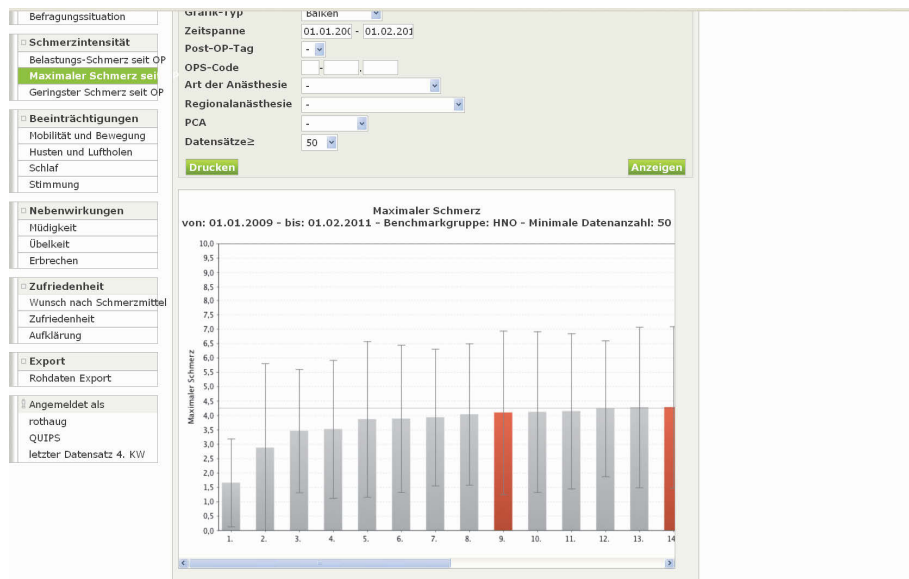 Befragungssituation
Schmerzintensität
Belastungs-Schmerz seit OP
Maximaler Schmerz seit
Geringster Schmerz seit OP
Beeinträchtigungen
Mobilität und Bewegung
Husten und Luftholen
Schlaf
Stimmung
Nebenwirkungen
Müdigkeit
Übelkeit
Erbrechen
Zufriedenheit
Wunsch nach Schmerzmittel
Zufriedenheit
Aufklärung
Export
Rohdaten Export
Angemeldet als
rothaug
QUIPS
letzter Datensatz 4. KW
Grafik-Typ Balken
Zeitspanne 01.01.200 - 01.02.201
Post-OP-Tag -
OPS-Code - .
Art der Anästhesie -
Regionalanästhesie -
PCA -
Datensätze≥ 50
Drucken Anzeigen
Maximaler Schmerz
von: 01.01.2009 – bis: 01.02.2011 – Benchmarkgruppe: HNO – Minimale Datenanzahl: 50
Maximaler Schmerz
10,0
9,5
9,0
8,5
8,0
7,5
7,0
6,5
6,0
5,5
5,0
4,5
4,0
3,5
3,0
2,5
2,0
1,5
1,0
0,5
0,0
1. 2. 3. 4. 5. 6. 7. 8. 9. 10. 11. 12. 13. 14